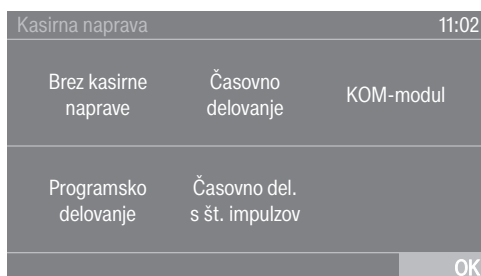 Kasirna naprava 11:02
Brez kasirne
naprave
Časovno
delovanje
KOM-modul
Programsko
delovanje
Časovno del.
s št. impulzov
OK